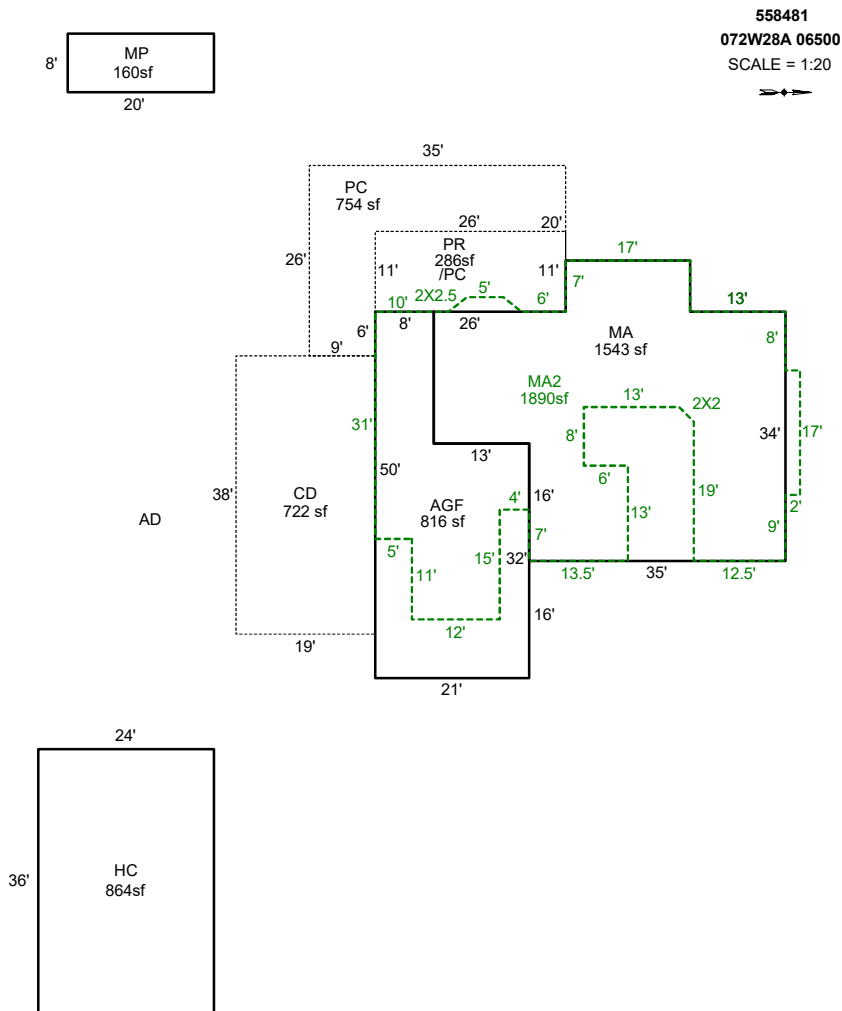 558481
072W28A 06500
SCALE = 1:20
MP
160sf
8'
20'
35'
PC
754 sf
26'
26'
20'
PR
286sf
/PC
11'
11'
17'
7'
5'
2X2.5
10'
6'
13'
6'
8'
26'
MA
1543 sf
8'
9'
MA2
1890sf
13'
2X2
31'
34'
17'
8'
13'
50'
6'
16'
4'
19'
38'
CD
722 sf
AGF
816 sf
2'
AD
13'
9'
7'
5'
15'
32'
11'
13.5'
35'
12.5'
16'
12'
19'
21'
24'
HC
864sf
36'